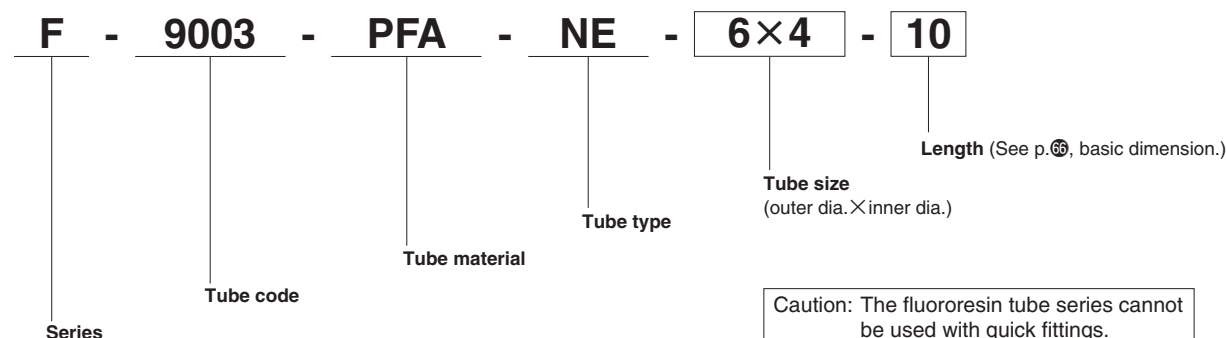 F - 9003 - PFA - NE - 6×4 - 10
Length (See p.66, basic dimension.)
Tube size
(outer dia.×inner dia.)
Tube type
Tube material
Tube code
Series
Caution: The fluororesin tube series cannot
be used with quick fittings.